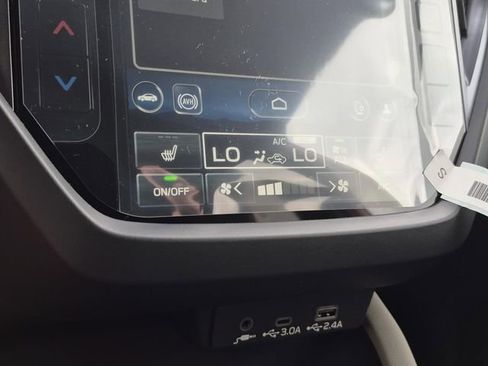 AVH
A/C
LO LO
ON/OFF
S
3.0A 2.4A